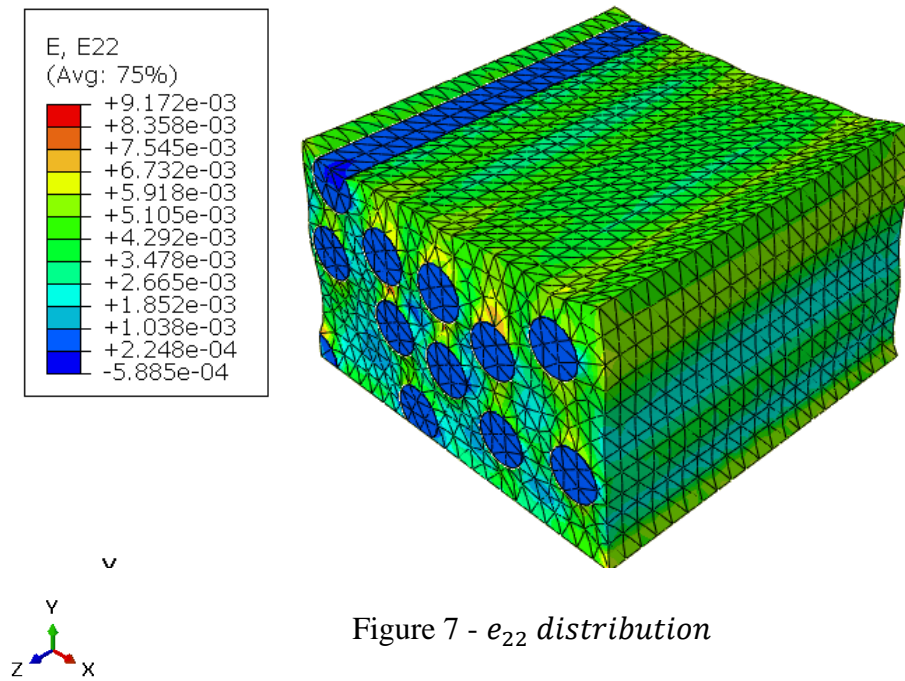 E, E22
(Avg: 75%)
+9.172e-03
+8.358e-03
+7.545e-03
+6.732e-03
+5.918e-03
+5.105e-03
+4.292e-03
+3.478e-03
+2.665e-03
+1.852e-03
+1.038e-03
+2.248e-04
-5.885e-04
Y
Y
Z X
Figure 7 - e₂₂ distribution